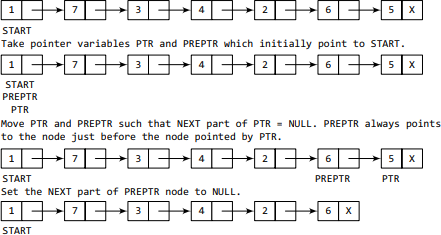 1 7 3 4 2 6 5 X
START
Take pointer variables PTR and PREPTR which initially point to START.
1 7 3 4 2 6 5 X
START
PREPTR
PTR
Move PTR and PREPTR such that NEXT part of PTR = NULL. PREPTR always points
to the node just before the node pointed by PTR.
1 7 3 4 2 6 5 X
START PREPTR PTR
Set the NEXT part of PREPTR node to NULL.
1 7 3 4 2 6 X
START